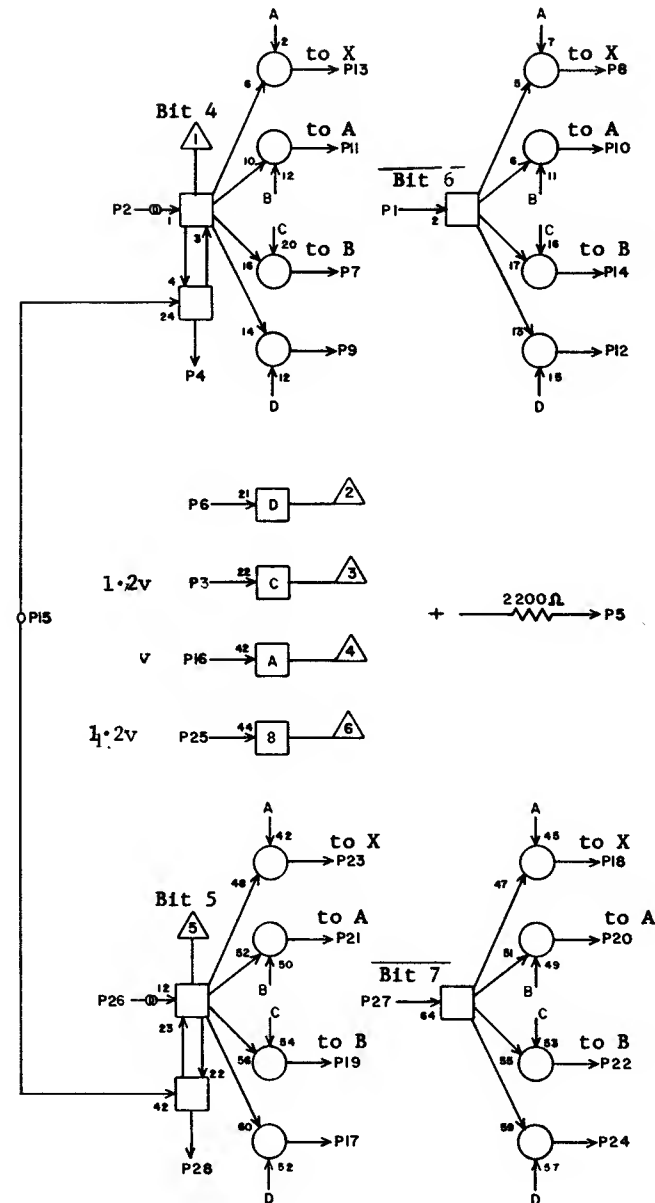 A A
2 to X 7 to X
P13 P8
6 5
Bit 4
1 to A to A
P11 P10
10 12 6 11
Bit 6
P2 1 B P1 2 B
3 C 20 to B C 16 to B
4 16 P7 17 P14
24
14 P9 13 P12
P4 12 15
D D
P6 21 D 2
1.2v P3 22 C 3
P15 + 2200Ω P5
v P16 42 A 4
1.2v P25 44 8 6
A A
42 to X 45 to X
P23 P18
48 47
Bit 5
5 to A to A
P21 P20
52 50 51 49
Bit 7
P26 12 B P27 64 B
23 C 54 to B C 53 to B
22 56 P19 55 P22
42
60 P17 59 P24
P28 52 57
D D